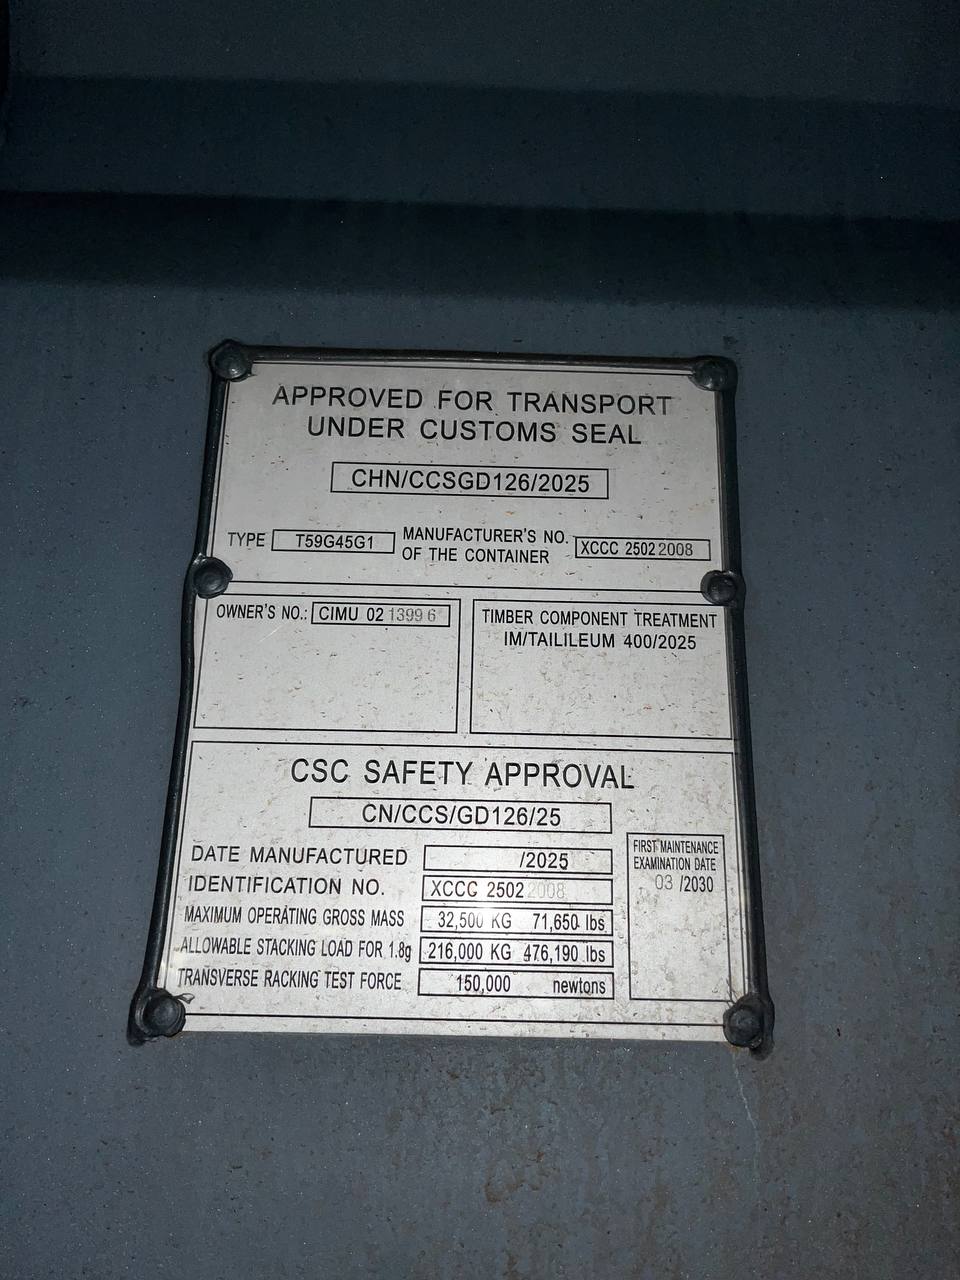 APPROVED FOR TRANSPORT
UNDER CUSTOMS SEAL
CHN/CCSGD126/2025
TYPE T59G45G1 MANUFACTURER'S NO. OF THE CONTAINER XCCC 2502 2008
OWNER'S NO.: CIMU 02 1399 6
TIMBER COMPONENT TREATMENT
IM/TAILILEUM 400/2025
CSC SAFETY APPROVAL
CN/CCS/GD126/25
DATE MANUFACTURED /2025
IDENTIFICATION NO. XCCC 2502 2008
MAXIMUM OPERATING GROSS MASS 32,500 KG 71,650 lbs
ALLOWABLE STACKING LOAD FOR 1.8g 216,000 KG 476,190 lbs
TRANSVERSE RACKING TEST FORCE 150,000 newtons
FIRST MAINTENANCE
EXAMINATION DATE
03 /2030